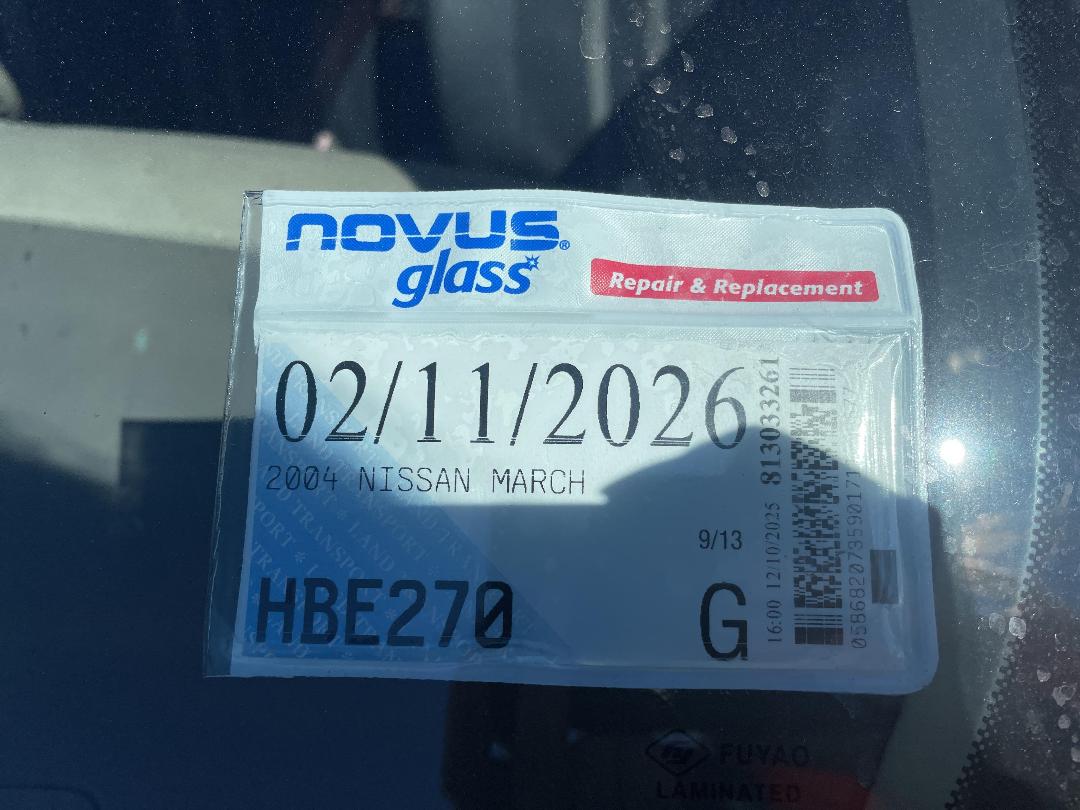 NOVUS®
glass
Repair & Replacement
02/11/2026
2004 NISSAN MARCH
9/13
HBE270
G
16:00 12/10/2025 813033261
FUYAO
LAMINATED